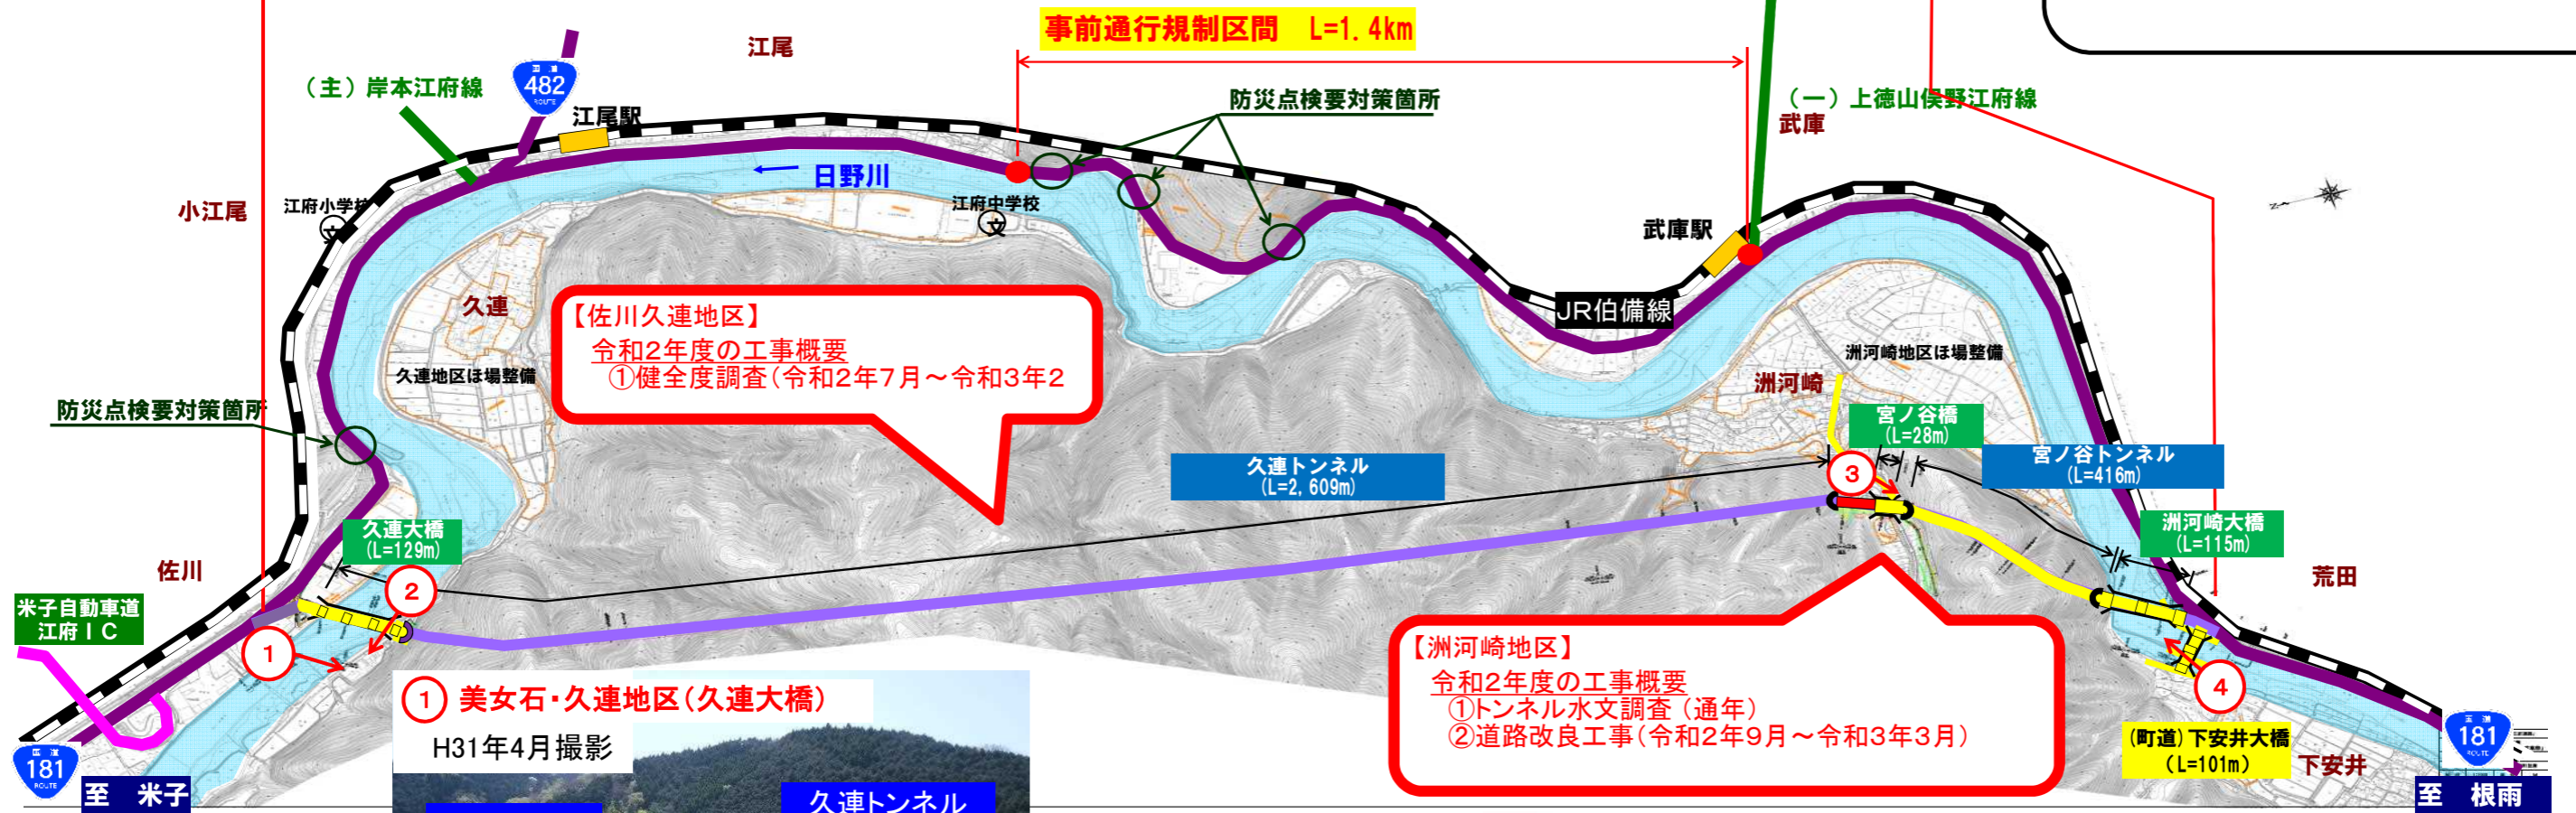 事前通行規制区間 L=1.4km
江尾
(主)岸本江府線
国道
482
ROUTE
江尾駅
防災点検要対策箇所
(一)上徳山俣野江府線
武庫
日野川
江府中学校
小江尾
江府小学校
文
文
武庫駅
JR伯備線
久連
久連地区ほ場整備
【佐川久連地区】
令和2年度の工事概要
①健全度調査(令和2年7月～令和3年2
洲河崎地区ほ場整備
洲河崎
防災点検要対策箇所
宮ノ谷橋
(L=28m)
久連トンネル
(L=2,609m)
宮ノ谷トンネル
(L=416m)
3
久連大橋
(L=129m)
洲河崎大橋
(L=115m)
佐川
荒田
2
米子自動車道
江府IC
1
【洲河崎地区】
令和2年度の工事概要
①トンネル水文調査(通年)
②道路改良工事(令和2年9月～令和3年3月)
4
① 美女石・久連地区(久連大橋)
H31年4月撮影
久連トンネル
(町道)下安井大橋
(L=101m)
下安井
国道
181
ROUTE
至 米子
国道
181
ROUTE
至 根雨